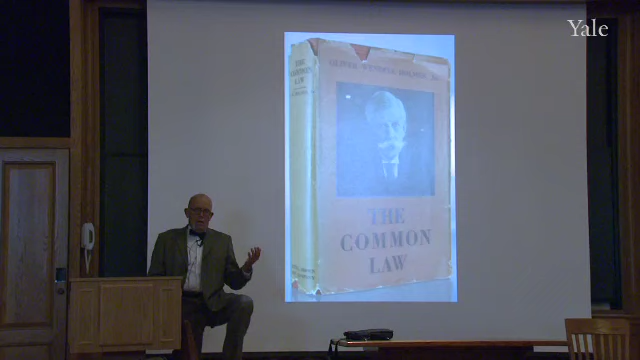 Yale
THE
COMMON
LAW
OLIVER WENDELL HOLMES, JR.
THE
COMMON
LAW